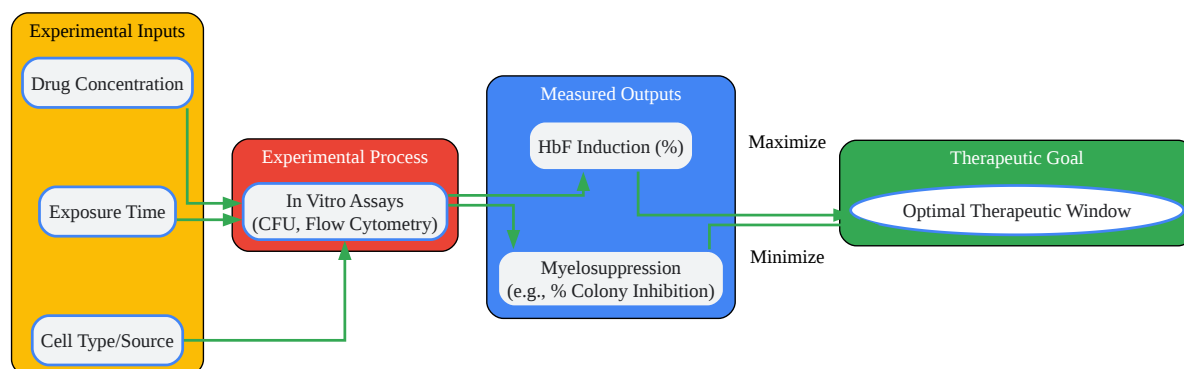 Experimental Inputs
Drug Concentration
Exposure Time
Cell Type/Source
Experimental Process
In Vitro Assays
(CFU, Flow Cytometry)
Measured Outputs
HbF Induction (%)
Myelosuppression
(e.g., % Colony Inhibition)
Maximize
Minimize
Therapeutic Goal
Optimal Therapeutic Window